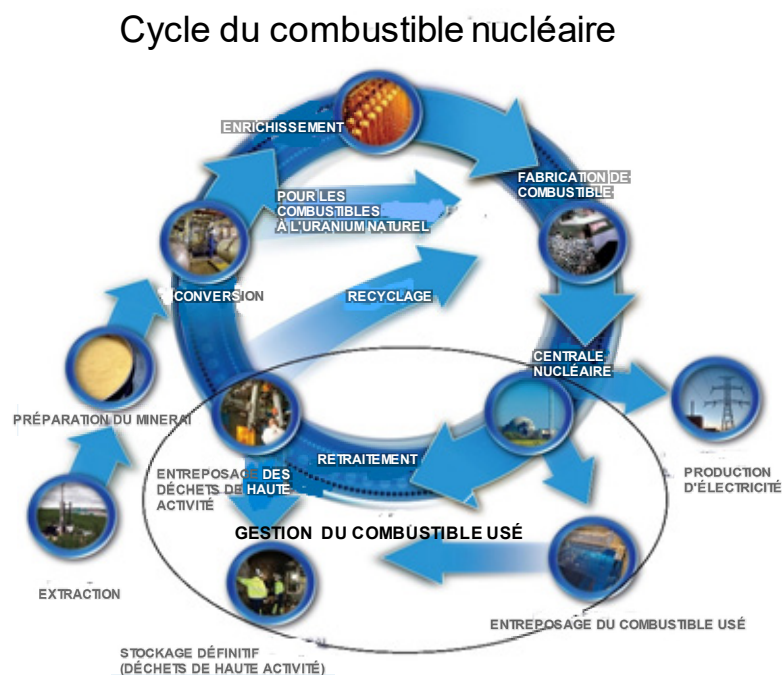 Cycle du combustible nucléaire
ENRICHISSEMENT
FABRICATION DE
COMBUSTIBLE
POUR LES
COMBUSTIBLES
À L'URANIUM NATUREL
CONVERSION
RECYCLAGE
CENTRALE
NUCLÉAIRE
PRÉPARATION DU MINERAI
RETRAITEMENT
ENTREPOSAGE DES
DÉCHETS DE HAUTE
ACTIVITÉ
PRODUCTION
D'ÉLECTRICITÉ
GESTION DU COMBUSTIBLE USÉ
EXTRACTION
ENTREPOSAGE DU COMBUSTIBLE USÉ
STOCKAGE DÉFINITIF
(DÉCHETS DE HAUTE ACTIVITÉ)